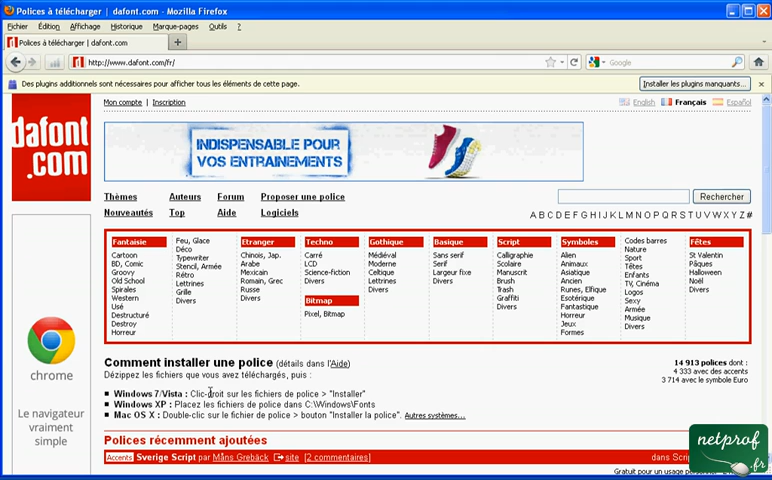 Polices à télécharger | dafont.com - Mozilla Firefox
Fichier Édition Affichage Historique Marque-pages Outils ?
Polices à télécharger | dafont.com
http://www.dafont.com/fr/
Google
Des plugins additionnels sont nécessaires pour afficher tous les éléments de cette page.
Installer les plugins manquants...
Mon compte | Inscription
English Français Español
dafont
.com
INDISPENSABLE POUR
VOS ENTRAINEMENTS
Thèmes Auteurs Forum Proposer une police
Rechercher
Nouveautés Top Aide Logiciels
A B C D E F G H I J K L M N O P Q R S T U V W X Y Z #
Fantaisie
Cartoon
BD, Comic
Groovy
Old School
Spirales
Western
Usé
Destructuré
Destroy
Horreur
Feu, Glace
Déco
Typewriter
Stencil, Armée
Rétro
Lettrines
Grille
Divers
Etranger
Chinois, Jap.
Arabe
Mexicain
Romain, Grec
Russe
Divers
Techno
Carré
LCD
Science-fiction
Divers
Bitmap
Pixel, Bitmap
Gothique
Médiéval
Moderne
Celtique
Lettrines
Divers
Basique
Sans serif
Serif
Largeur fixe
Divers
Script
Calligraphie
Scolaire
Manuscrit
Brush
Trash
Graffiti
Divers
Symboles
Alien
Animaux
Asiatique
Ancien
Runes, Elfique
Esotérique
Fantastique
Horreur
Jeux
Formes
Codes barres
Nature
Sport
Têtes
Enfants
TV, Cinéma
Logos
Sexy
Armée
Musique
Divers
Fêtes
St Valentin
Pâques
Halloween
Noël
Divers
Comment installer une police (détails dans l'Aide)
Dézippez les fichiers que vous avez téléchargés, puis :
Windows 7/Vista : Clic-droit sur les fichiers de police > "Installer"
Windows XP : Placez les fichiers de police dans C:\Windows\Fonts
Mac OS X : Double-clic sur le fichier de police > bouton "Installer la police". Autres systèmes...
14 913 polices dont :
4 333 avec des accents
3 714 avec le symbole Euro
chrome
Le navigateur
vraiment
simple
Polices récemment ajoutées
Accents Sverige Script par Måns Grebäck site [2 commentaires]
dans Scrip
Gratuit pour un usage
netprof
.fr